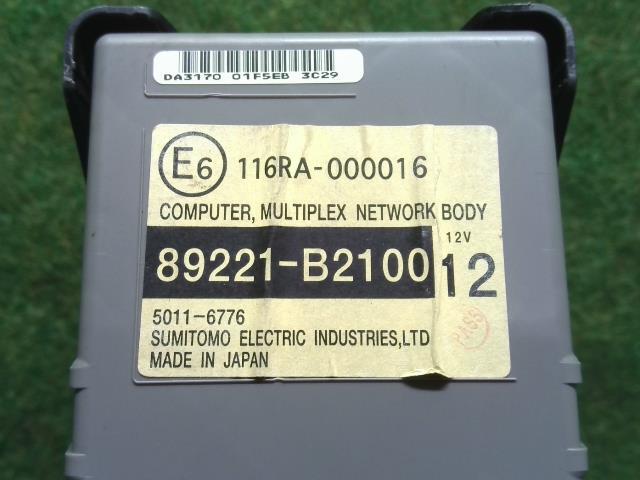 DA3170 01F5EB 3C29
E6 116RA-000016
COMPUTER, MULTIPLEX NETWORK BODY
89221-B2100 12V 12
5011-6776
SUMITOMO ELECTRIC INDUSTRIES,LTD
MADE IN JAPAN
PASS